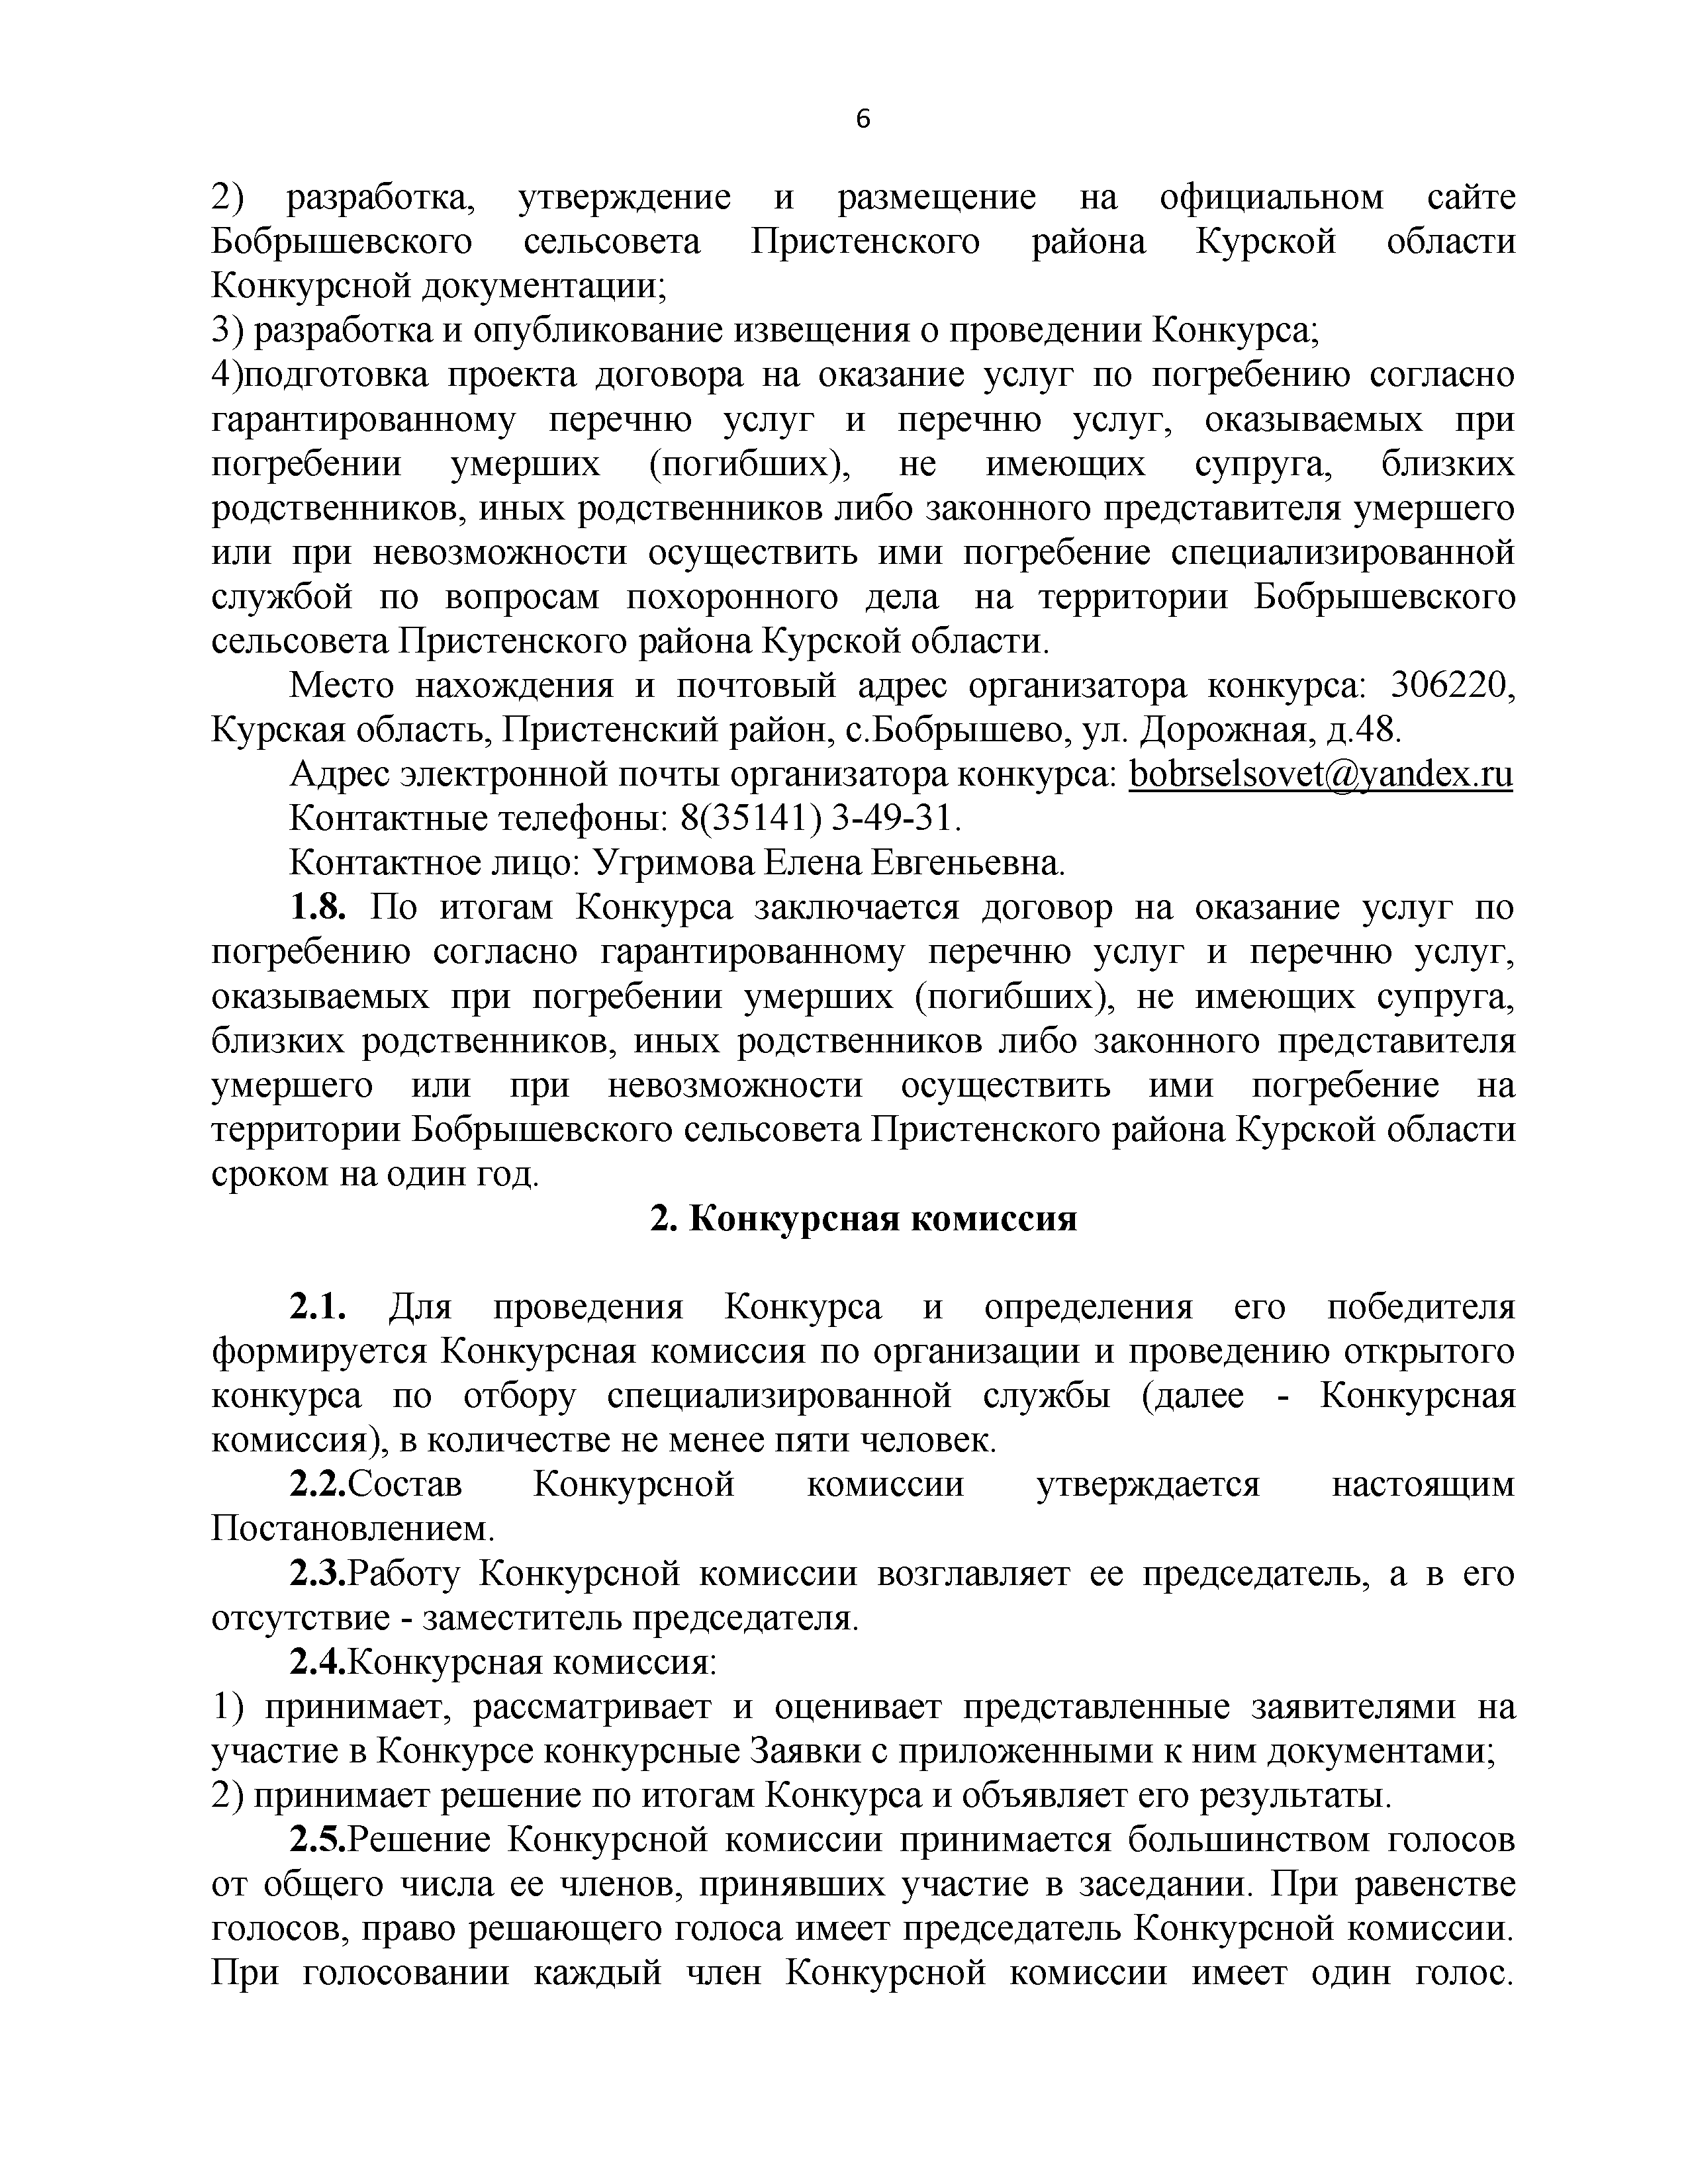 6
2) разработка, утверждение и размещение на официальном сайте
Бобрышевского сельсовета Пристенского района Курской области
Конкурсной документации;
3) разработка и опубликование извещения о проведении Конкурса;
4)подготовка проекта договора на оказание услуг по погребению согласно
гарантированному перечню услуг и перечню услуг, оказываемых при
погребении умерших (погибших), не имеющих супруга, близких
родственников, иных родственников либо законного представителя умершего
или при невозможности осуществить ими погребение специализированной
службой по вопросам похоронного дела на территории Бобрышевского
сельсовета Пристенского района Курской области.
Место нахождения и почтовый адрес организатора конкурса: 306220,
Курская область, Пристенский район, с.Бобрышево, ул. Дорожная, д.48.
Адрес электронной почты организатора конкурса: bobrselsovet@yandex.ru
Контактные телефоны: 8(35141) 3-49-31.
Контактное лицо: Угримова Елена Евгеньевна.
1.8. По итогам Конкурса заключается договор на оказание услуг по
погребению согласно гарантированному перечню услуг и перечню услуг,
оказываемых при погребении умерших (погибших), не имеющих супруга,
близких родственников, иных родственников либо законного представителя
умершего или при невозможности осуществить ими погребение на
территории Бобрышевского сельсовета Пристенского района Курской области
сроком на один год.
2. Конкурсная комиссия
2.1. Для проведения Конкурса и определения его победителя
формируется Конкурсная комиссия по организации и проведению открытого
конкурса по отбору специализированной службы (далее - Конкурсная
комиссия), в количестве не менее пяти человек.
2.2.Состав Конкурсной комиссии утверждается настоящим
Постановлением.
2.3.Работу Конкурсной комиссии возглавляет ее председатель, а в его
отсутствие - заместитель председателя.
2.4.Конкурсная комиссия:
1) принимает, рассматривает и оценивает представленные заявителями на
участие в Конкурсе конкурсные Заявки с приложенными к ним документами;
2) принимает решение по итогам Конкурса и объявляет его результаты.
2.5.Решение Конкурсной комиссии принимается большинством голосов
от общего числа ее членов, принявших участие в заседании. При равенстве
голосов, право решающего голоса имеет председатель Конкурсной комиссии.
При голосовании каждый член Конкурсной комиссии имеет один голос.